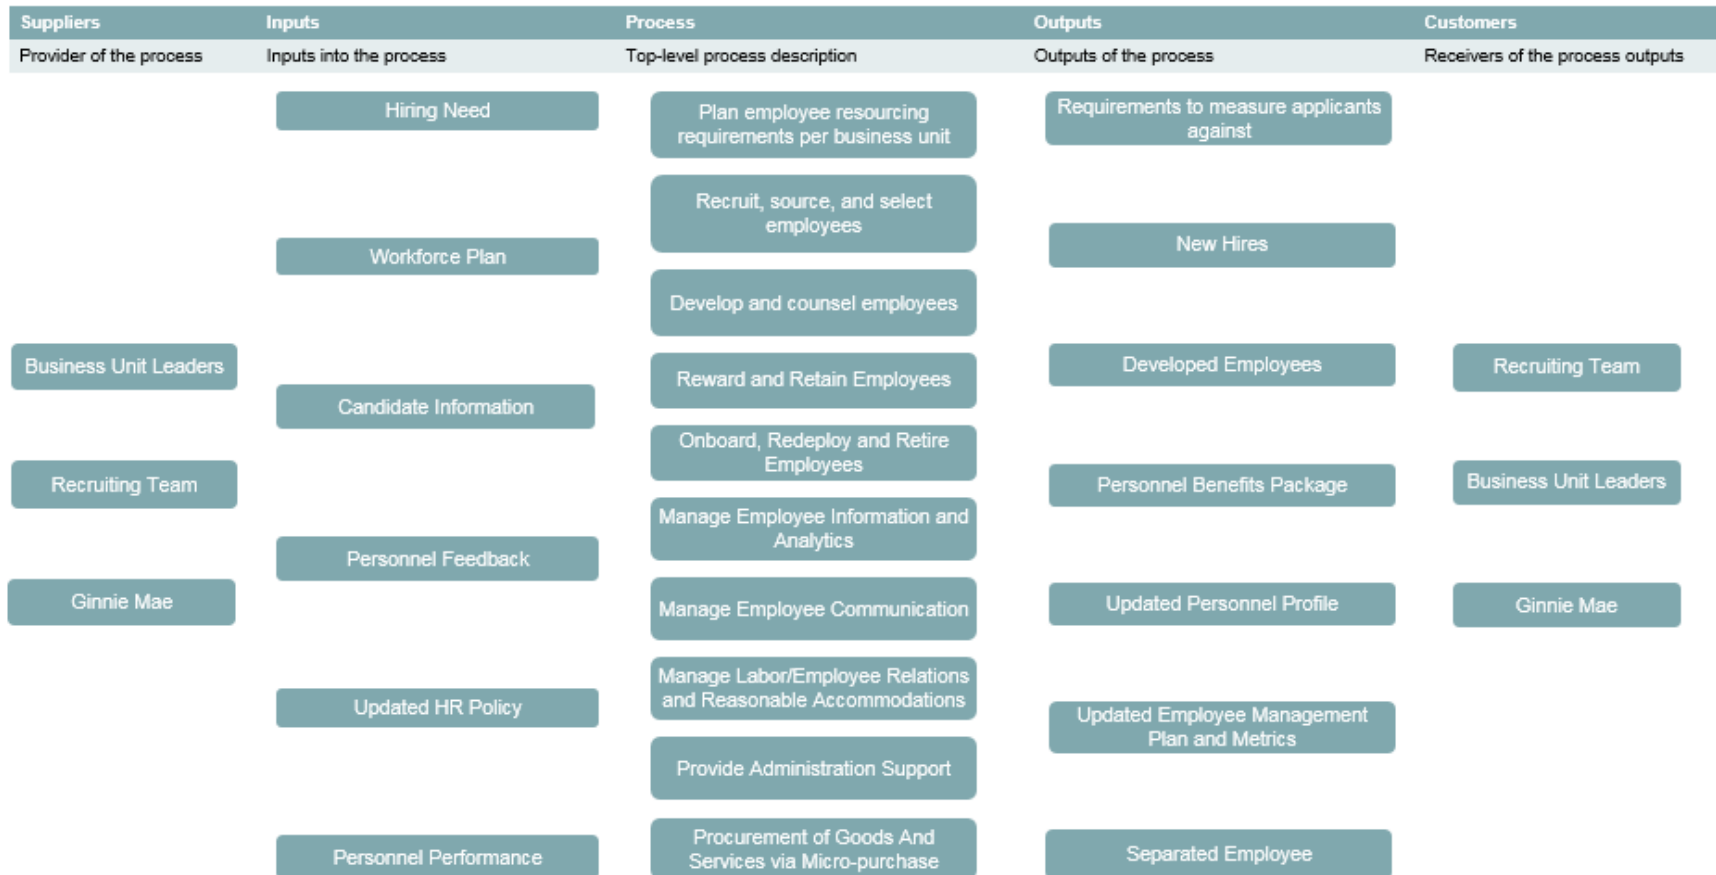 Suppliers
Inputs
Process
Outputs
Customers
Provider of the process
Inputs into the process
Top-level process description
Outputs of the process
Receivers of the process outputs
Business Unit Leaders
Recruiting Team
Ginnie Mae
Hiring Need
Workforce Plan
Candidate Information
Personnel Feedback
Updated HR Policy
Personnel Performance
Plan employee resourcing
requirements per business unit
Recruit, source, and select
employees
Develop and counsel employees
Reward and Retain Employees
Onboard, Redeploy and Retire
Employees
Manage Employee Information and
Analytics
Manage Employee Communication
Manage Labor/Employee Relations
and Reasonable Accommodations
Provide Administration Support
Procurement of Goods And
Services via Micro-purchase
Requirements to measure applicants
against
New Hires
Developed Employees
Personnel Benefits Package
Updated Personnel Profile
Updated Employee Management
Plan and Metrics
Separated Employee
Recruiting Team
Business Unit Leaders
Ginnie Mae